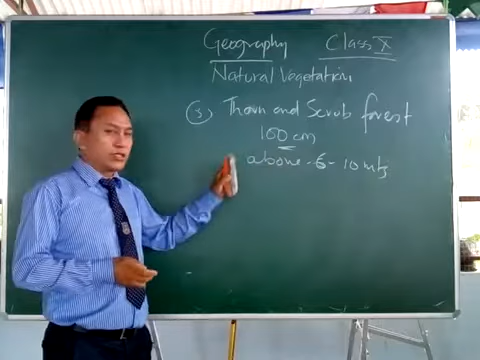 Geography Class X
Natural Vegetation
(3) Thorn and Scrub forest
100 cm
above - 6 - 10 mts